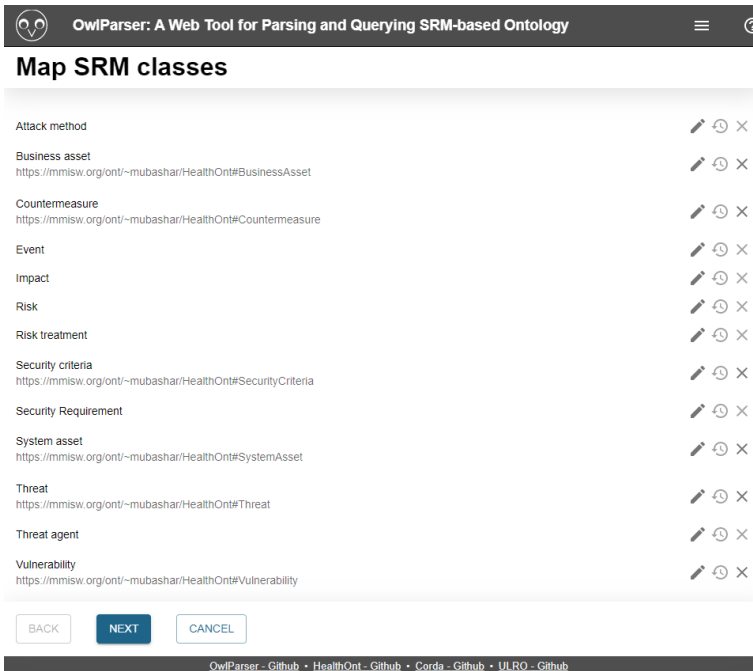 OwlParser: A Web Tool for Parsing and Querying SRM-based Ontology
Map SRM classes
Attack method
Business asset
https://mmisw.org/ont/~mubashar/HealthOnt#BusinessAsset
Countermeasure
https://mmisw.org/ont/~mubashar/HealthOnt#Countermeasure
Event
Impact
Risk
Risk treatment
Security criteria
https://mmisw.org/ont/~mubashar/HealthOnt#SecurityCriteria
Security Requirement
System asset
https://mmisw.org/ont/~mubashar/HealthOnt#SystemAsset
Threat
https://mmisw.org/ont/~mubashar/HealthOnt#Threat
Threat agent
Vulnerability
https://mmisw.org/ont/~mubashar/HealthOnt#Vulnerability
BACK NEXT CANCEL
OwlParser - Github • HealthOnt - Github • Corda - Github • ULRO - Github